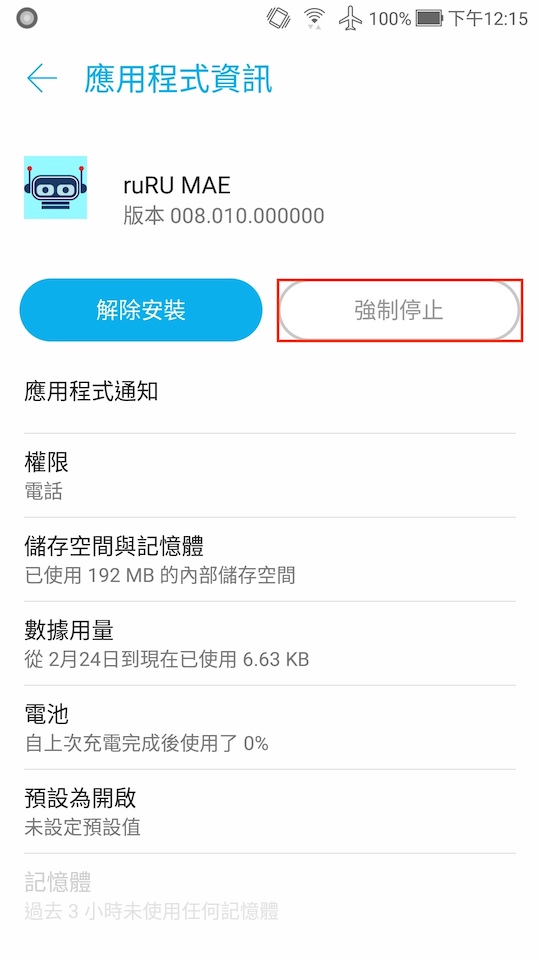 100% 下午12:15
應用程式資訊
ruRU MAE
版本 008.010.000000
解除安裝
強制停止
應用程式通知
權限
電話
儲存空間與記憶體
已使用 192 MB 的內部儲存空間
數據用量
從 2月24日到現在已使用 6.63 KB
電池
自上次充電完成後使用了 0%
預設為開啟
未設定預設值
記憶體
過去 3 小時未使用任何記憶體